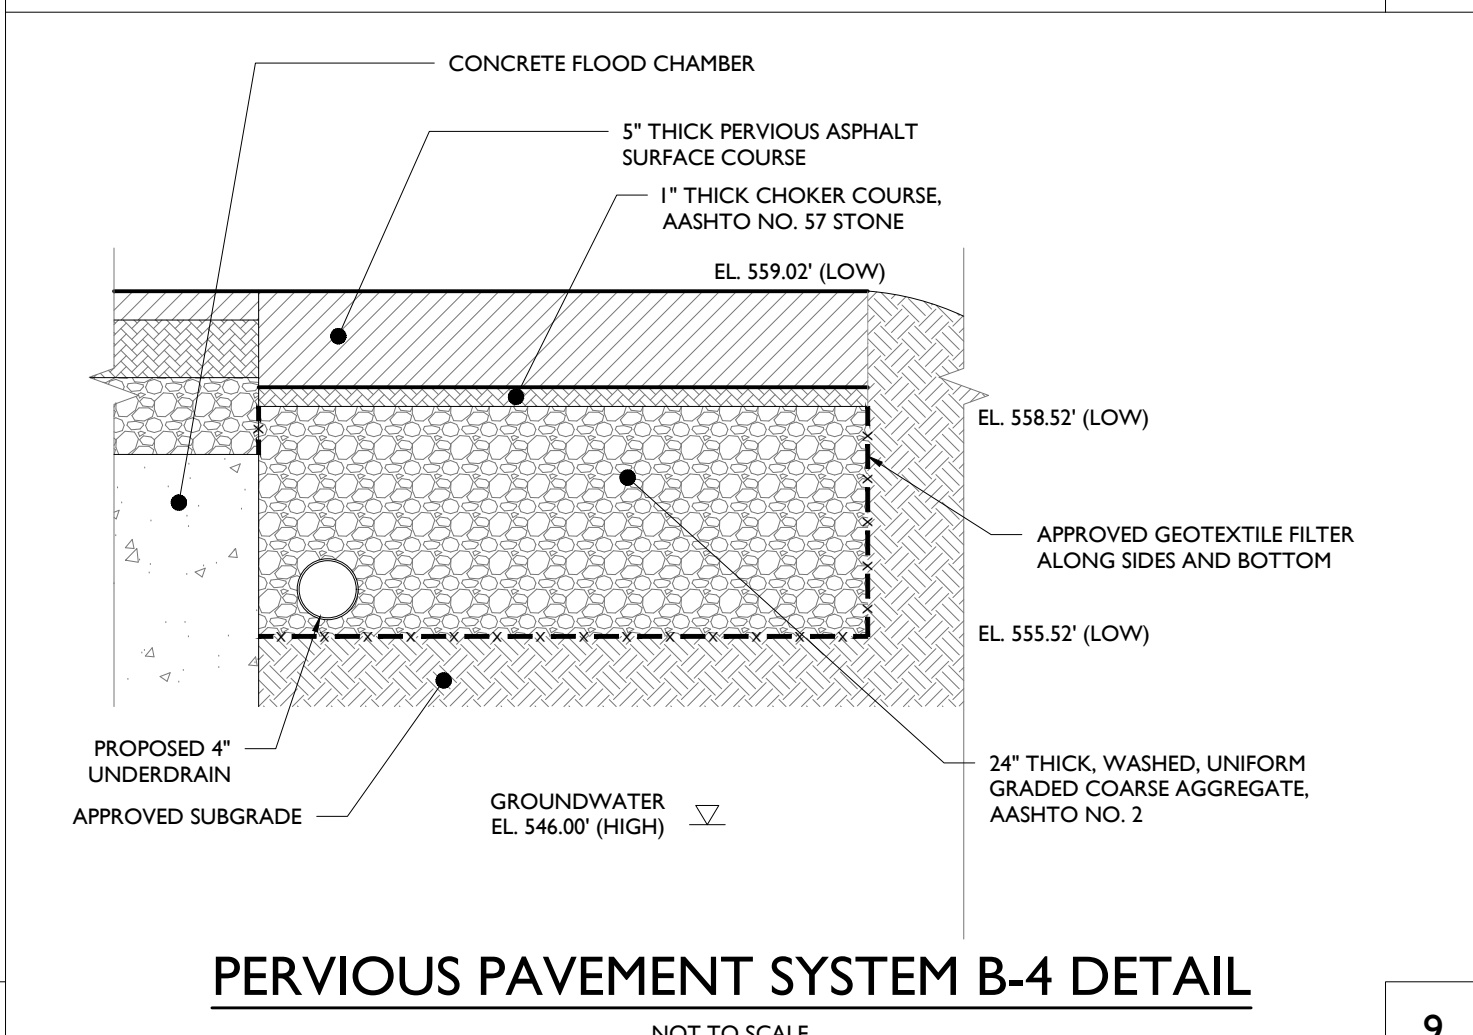 CONCRETE FLOOD CHAMBER
5" THICK PERVIOUS ASPHALT
SURFACE COURSE
1" THICK CHOKER COURSE,
AASHTO NO. 57 STONE
EL. 559.02' (LOW)
EL. 558.52' (LOW)
APPROVED GEOTEXTILE FILTER
ALONG SIDES AND BOTTOM
EL. 555.52' (LOW)
PROPOSED 4"
UNDERDRAIN
APPROVED SUBGRADE
GROUNDWATER
EL. 546.00' (HIGH)
24" THICK, WASHED, UNIFORM
GRADED COARSE AGGREGATE,
AASHTO NO. 2
PERVIOUS PAVEMENT SYSTEM B-4 DETAIL
NOT TO SCALE
9